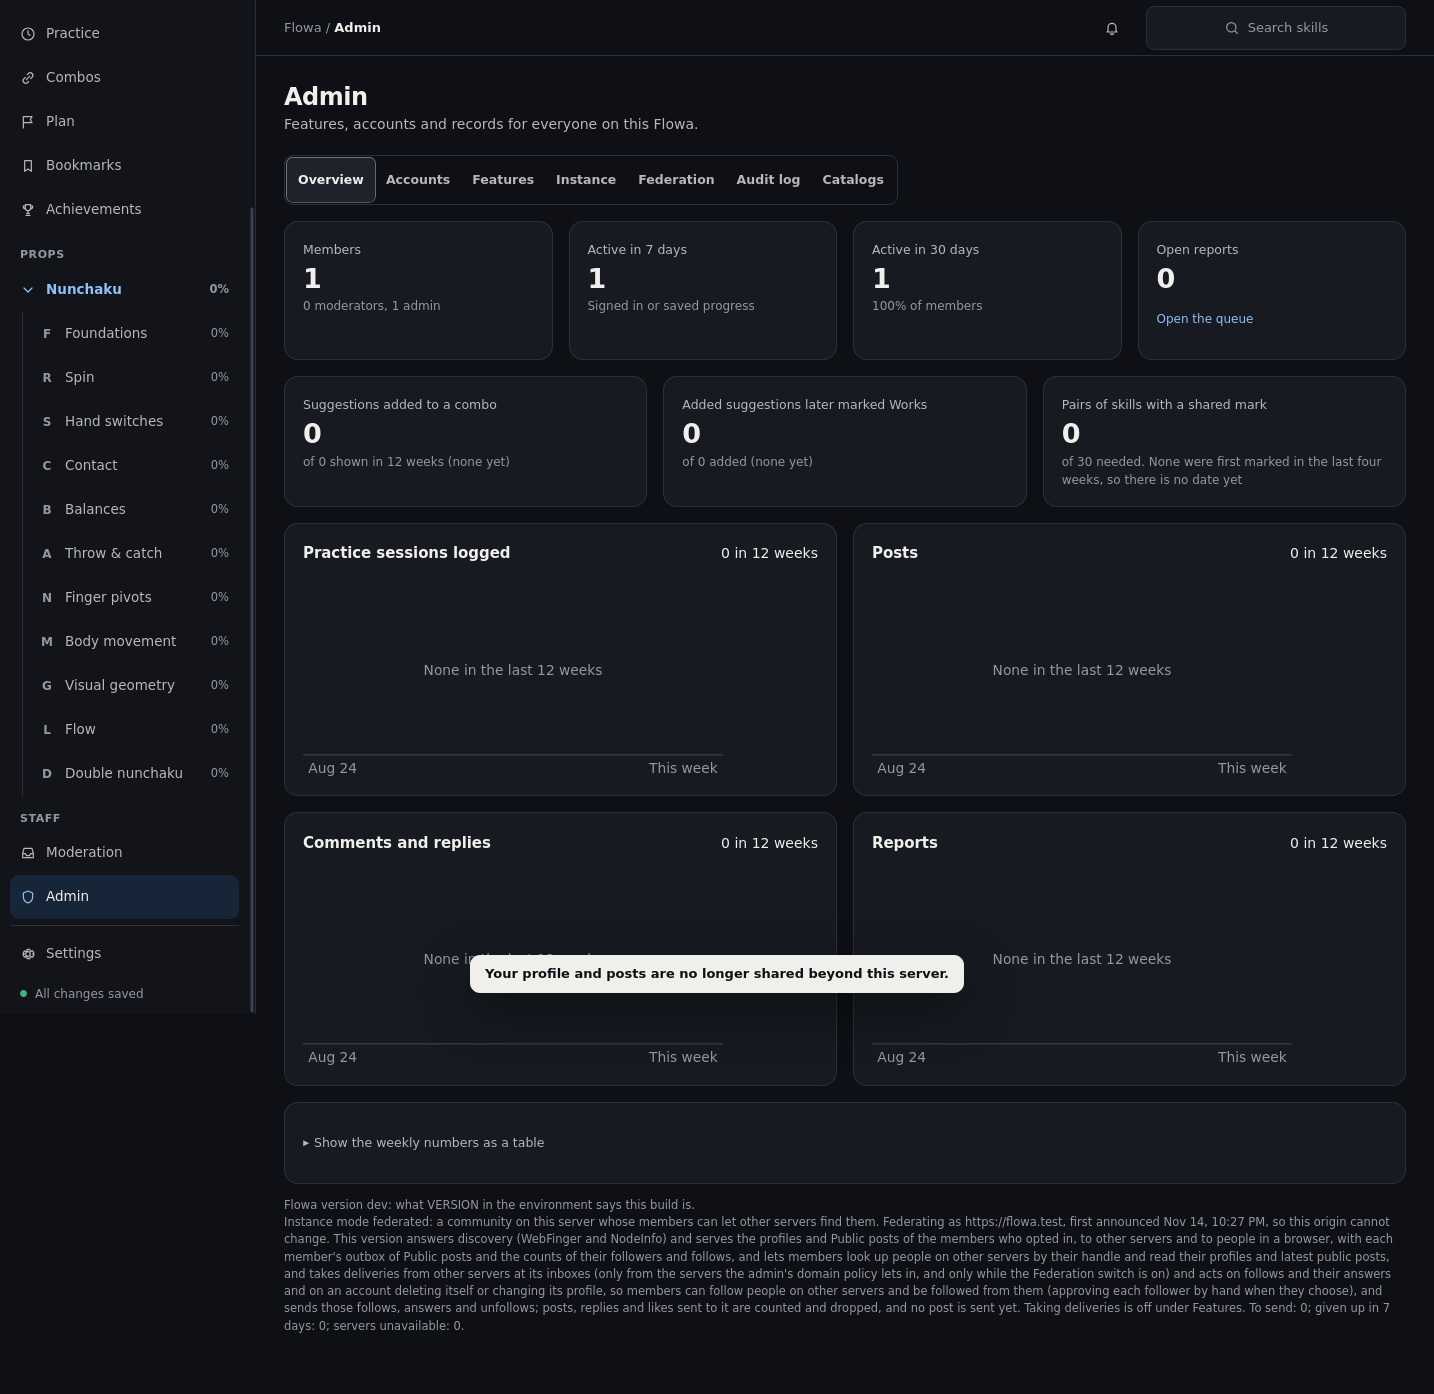 Practice
Combos
Plan
Bookmarks
Achievements
PROPS
Nunchaku 0%
F Foundations 0%
R Spin 0%
S Hand switches 0%
C Contact 0%
B Balances 0%
A Throw & catch 0%
N Finger pivots 0%
M Body movement 0%
G Visual geometry 0%
L Flow 0%
D Double nunchaku 0%
STAFF
Moderation
Admin
Settings
All changes saved
Flowa / Admin
Search skills
Admin
Features, accounts and records for everyone on this Flowa.
Overview Accounts Features Instance Federation Audit log Catalogs
Members
1
0 moderators, 1 admin
Active in 7 days
1
Signed in or saved progress
Active in 30 days
1
100% of members
Open reports
0
Open the queue
Suggestions added to a combo
0
of 0 shown in 12 weeks (none yet)
Added suggestions later marked Works
0
of 0 added (none yet)
Pairs of skills with a shared mark
0
of 30 needed. None were first marked in the last four
weeks, so there is no date yet
Practice sessions logged 0 in 12 weeks
None in the last 12 weeks
Aug 24 This week
Posts 0 in 12 weeks
None in the last 12 weeks
Aug 24 This week
Comments and replies 0 in 12 weeks
None
Aug 24 This week
Reports 0 in 12 weeks
None in the last 12 weeks
Aug 24 This week
Your profile and posts are no longer shared beyond this server.
▸ Show the weekly numbers as a table
Flowa version dev: what VERSION in the environment says this build is.
Instance mode federated: a community on this server whose members can let other servers find them. Federating as https://flowa.test, first announced Nov 14, 10:27 PM, so this origin cannot
change. This version answers discovery (WebFinger and NodeInfo) and serves the profiles and Public posts of the members who opted in, to other servers and to people in a browser, with each
member's outbox of Public posts and the counts of their followers and follows, and lets members look up people on other servers by their handle and read their profiles and latest public posts,
and takes deliveries from other servers at its inboxes (only from the servers the admin's domain policy lets in, and only while the Federation switch is on) and acts on follows and their answers
and on an account deleting itself or changing its profile, so members can follow people on other servers and be followed from them (approving each follower by hand when they choose), and
sends those follows, answers and unfollows; posts, replies and likes sent to it are counted and dropped, and no post is sent yet. Taking deliveries is off under Features. To send: 0; given up in 7
days: 0; servers unavailable: 0.